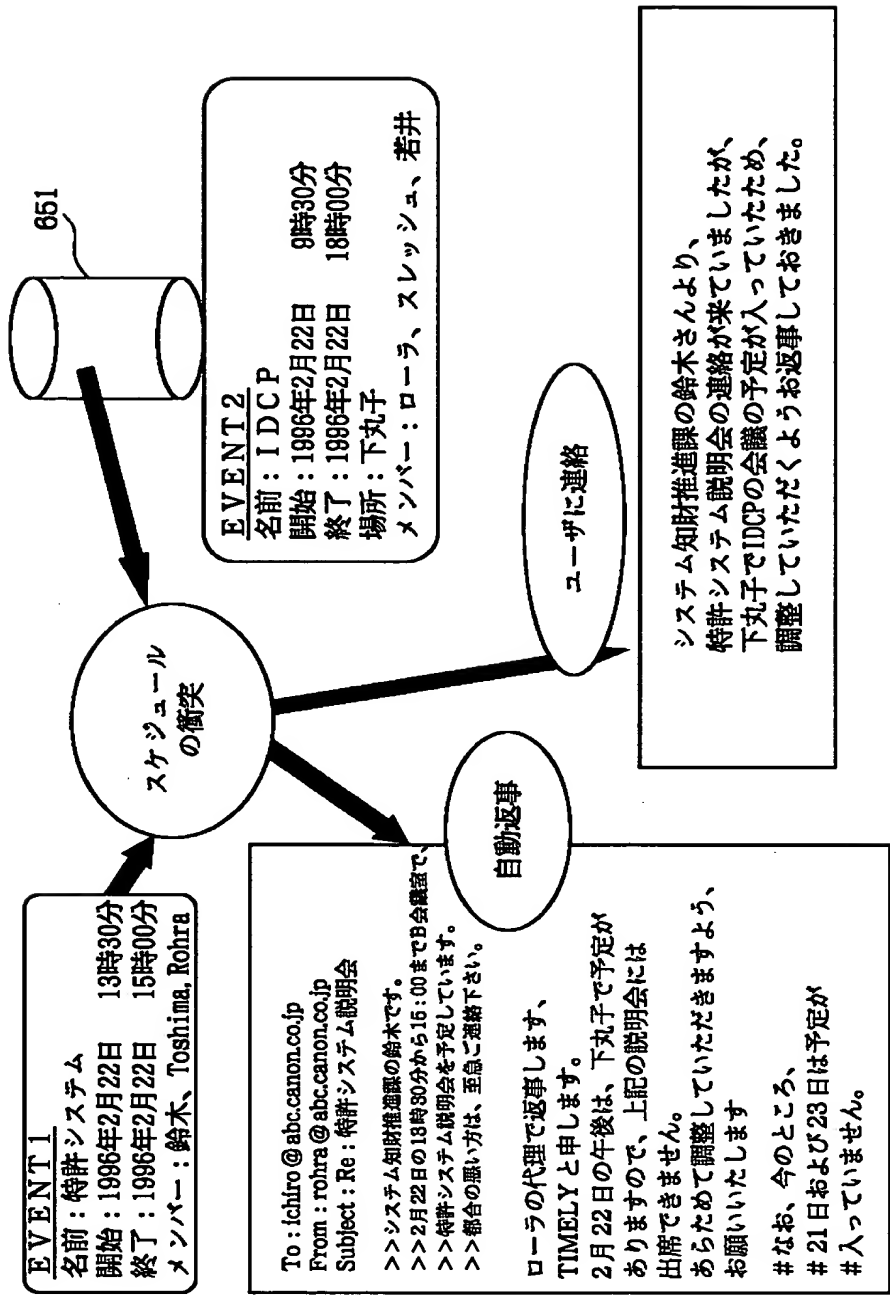 EVENT1
名前：特許システム
開始：1996年2月22日 13時30分
終了：1996年2月22日 15時00分
メンバー：鈴木、Toshima,Rohra
スケジュール
の衝突
651
EVENT2
名前：IDCP
開始：1996年2月22日 9時30分
終了：1996年2月22日 18時00分
場所：下丸子
メンバー：ローラ、スレッシュ、若井
To：ichiro@abc.canon.co.jp
From：rohra@abc.canon.co.jp
Subject：Re：特許システム説明会
>>システム知財推進課の鈴木です。
>>2月22日の13時30分から15：00までB会議室で、
>>特許システム説明会を予定しています。
>>都合の悪い方は、至急ご連絡下さい。
ローラの代理で返事します、
TIMELYと申します。
2月22日の午後は、下丸子で予定が
ありますので、上記の説明会には
出席できません。
あらためて調整していただきますよう、
お願いいたします
#なお、今のところ、
#21日および23日は予定が
#入っていません。
自動返事
ユーザに連絡
システム知財推進課の鈴木さんより、
特許システム説明会の連絡が来ていましたが、
下丸子でIDCPの会議の予定が入っていたため、
調整していただくようお返事しておきました。